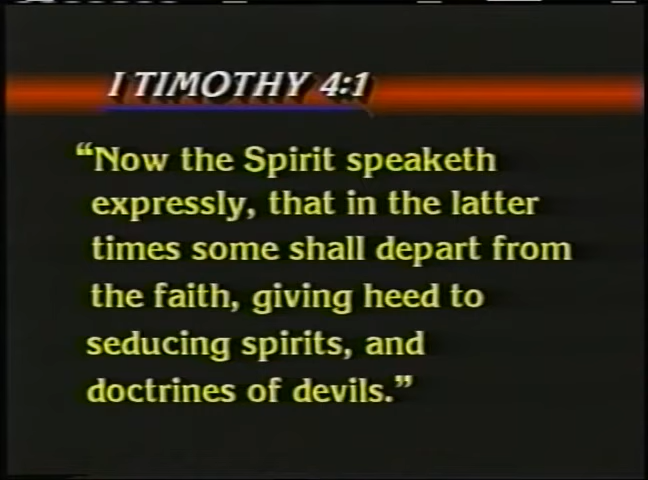 I TIMOTHY 4:1
“Now the Spirit speaketh
expressly, that in the latter
times some shall depart from
the faith, giving heed to
seducing spirits, and
doctrines of devils.”